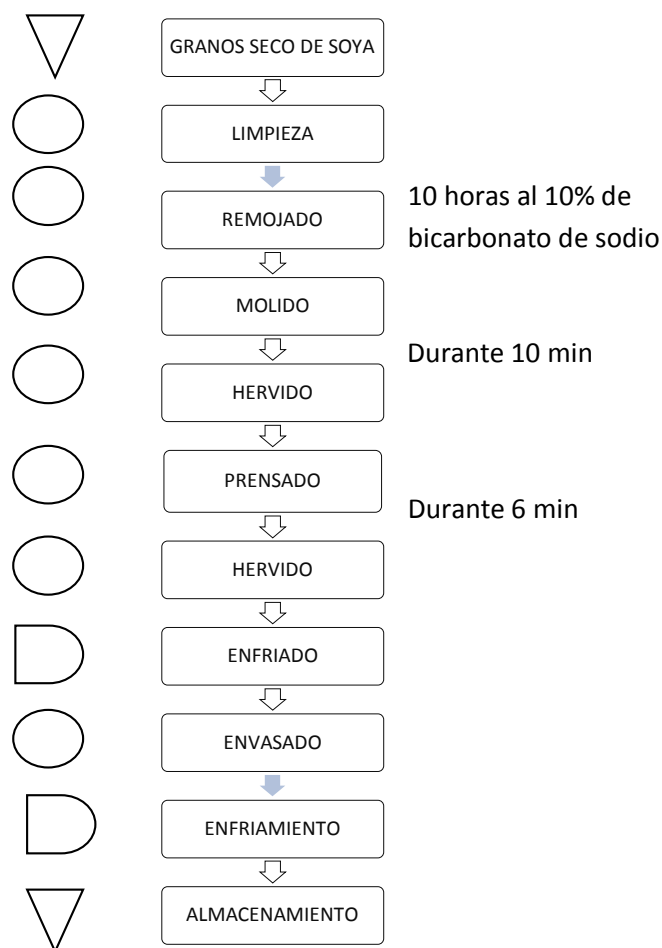 GRANOS SECO DE SOYA
LIMPIEZA
REMOJADO
10 horas al 10% de
bicarbonato de sodio
MOLIDO
Durante 10 min
HERVIDO
PRENSADO
Durante 6 min
HERVIDO
ENFRIADO
ENVASADO
ENFRIAMIENTO
ALMACENAMIENTO